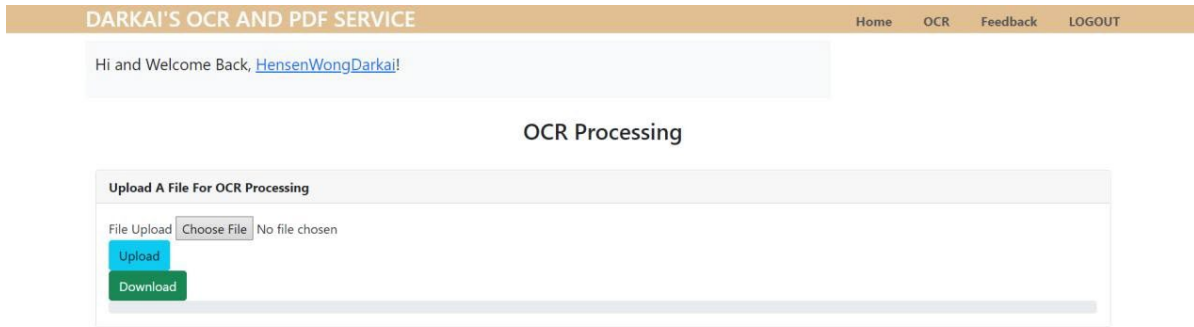 DARKAI'S OCR AND PDF SERVICE Home OCR Feedback LOGOUT
Hi and Welcome Back, HensenWongDarkai!
OCR Processing
Upload A File For OCR Processing
File Upload Choose File No file chosen
Upload
Download